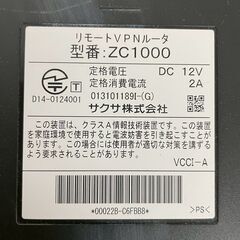 リモートVPNルータ
型番:ZC1000
定格電圧 DC 12V
定格消費電流 2A
013101189I-(G)
D14-0124001
サクサ株式会社
この装置は、クラスA情報技術装置です。この装置を家庭環境で使用すると電波妨害を引き起こすことがあります。この場合には使用者が適切な対策を講ずるよう要求されることがあります。
VCCI-A
*00022B-C6FBB8*
>PS<